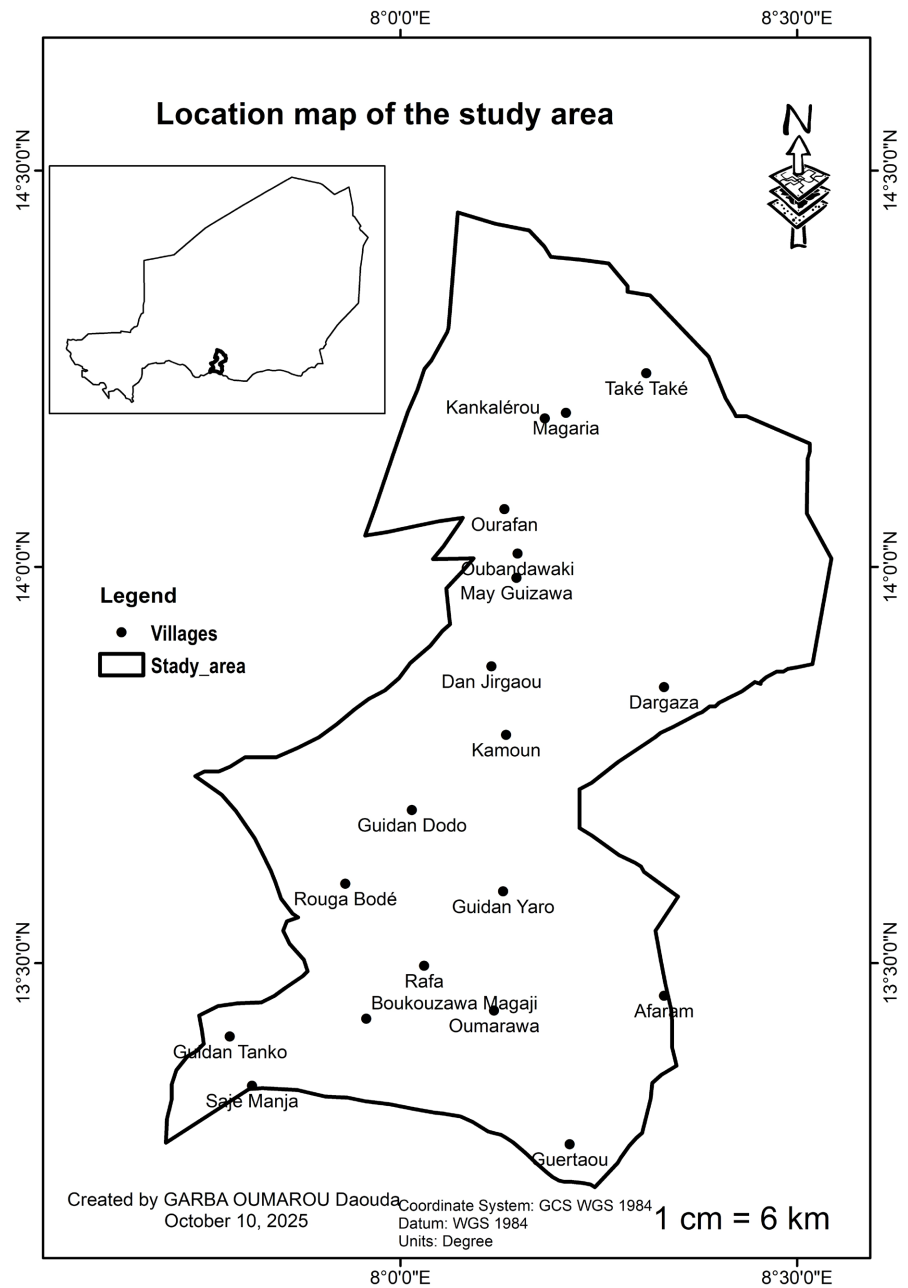 8°0'0"E
8°30'0"E
Location map of the study area
N
14°30'0"N
14°30'0"N
Také Také
Kankalérou
Magaria
Ourafan
14°0'0"N
14°0'0"N
Oubandawaki
May Guizawa
Legend
Villages
Stady_area
Dan Jirgaou
Dargaza
Kamoun
Guidan Dodo
Rouga Bodé
Guidan Yaro
13°30'0"N
13°30'0"N
Rafa
Boukouzawa Magaji
Afaram
Oumarawa
Guidan Tanko
Saje Manja
Guertaou
Created by GARBA OUMAROU Daouda
October 10, 2025
Coordinate System: GCS WGS 1984
Datum: WGS 1984
Units: Degree
1 cm = 6 km
8°0'0"E
8°30'0"E